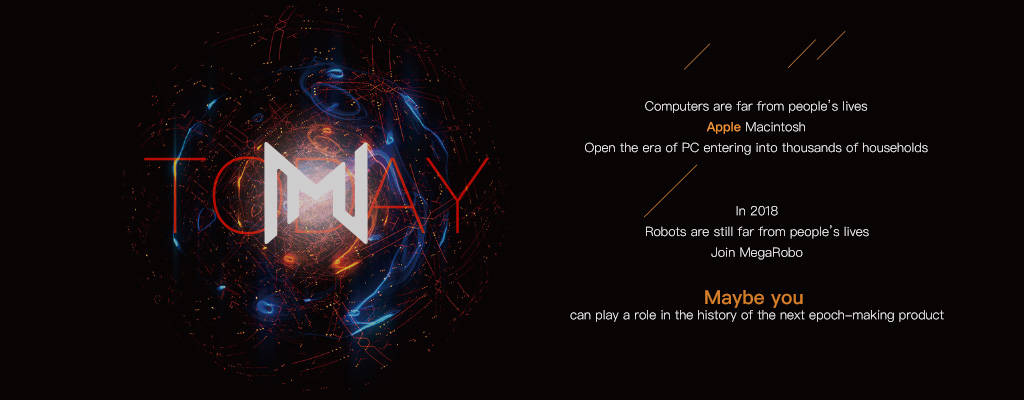 TODAY
Computers are far from people's lives
Apple Macintosh
Open the era of PC entering into thousands of households
In 2018
Robots are still far from people's lives
Join MegaRobo
Maybe you
can play a role in the history of the next epoch-making product